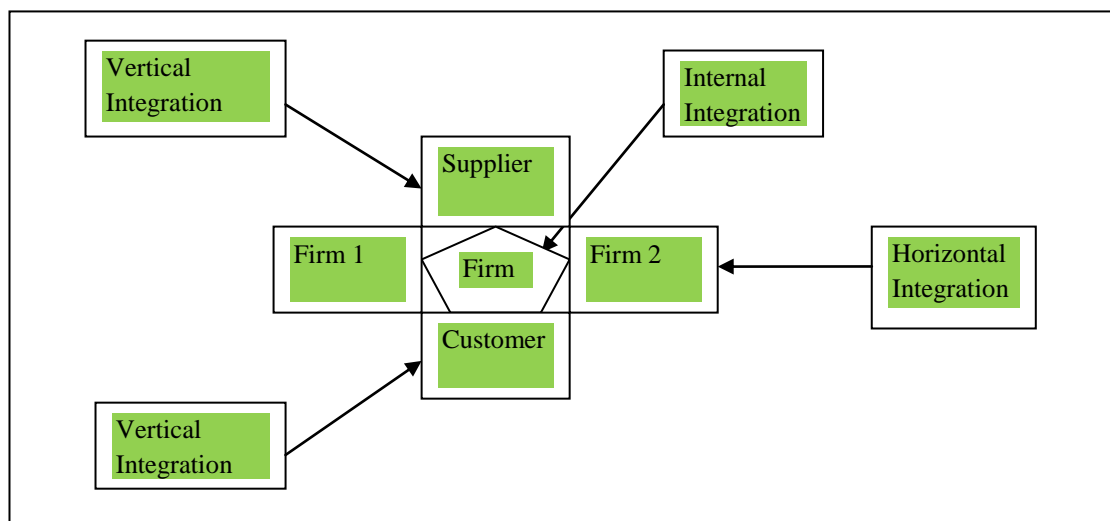 Vertical
Integration
Internal
Integration
Supplier
Firm 1
Firm
Firm 2
Horizontal
Integration
Customer
Vertical
Integration